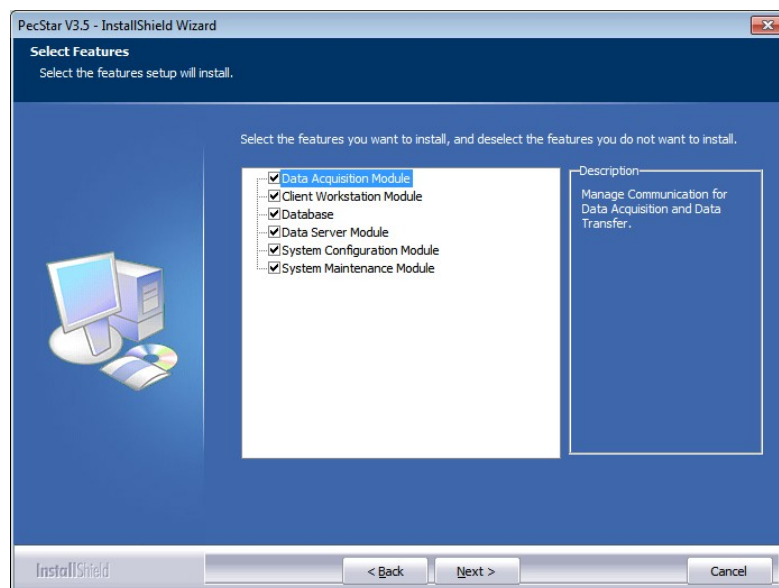 PecStar V3.5 - InstallShield Wizard
Select Features
Select the features setup will install.
Select the features you want to install, and deselect the features you do not want to install.
Data Acquisition Module
Client Workstation Module
Database
Data Server Module
System Configuration Module
System Maintenance Module
Description
Manage Communication for
Data Acquisition and Data
Transfer.
InstallShield
< Back
Next >
Cancel